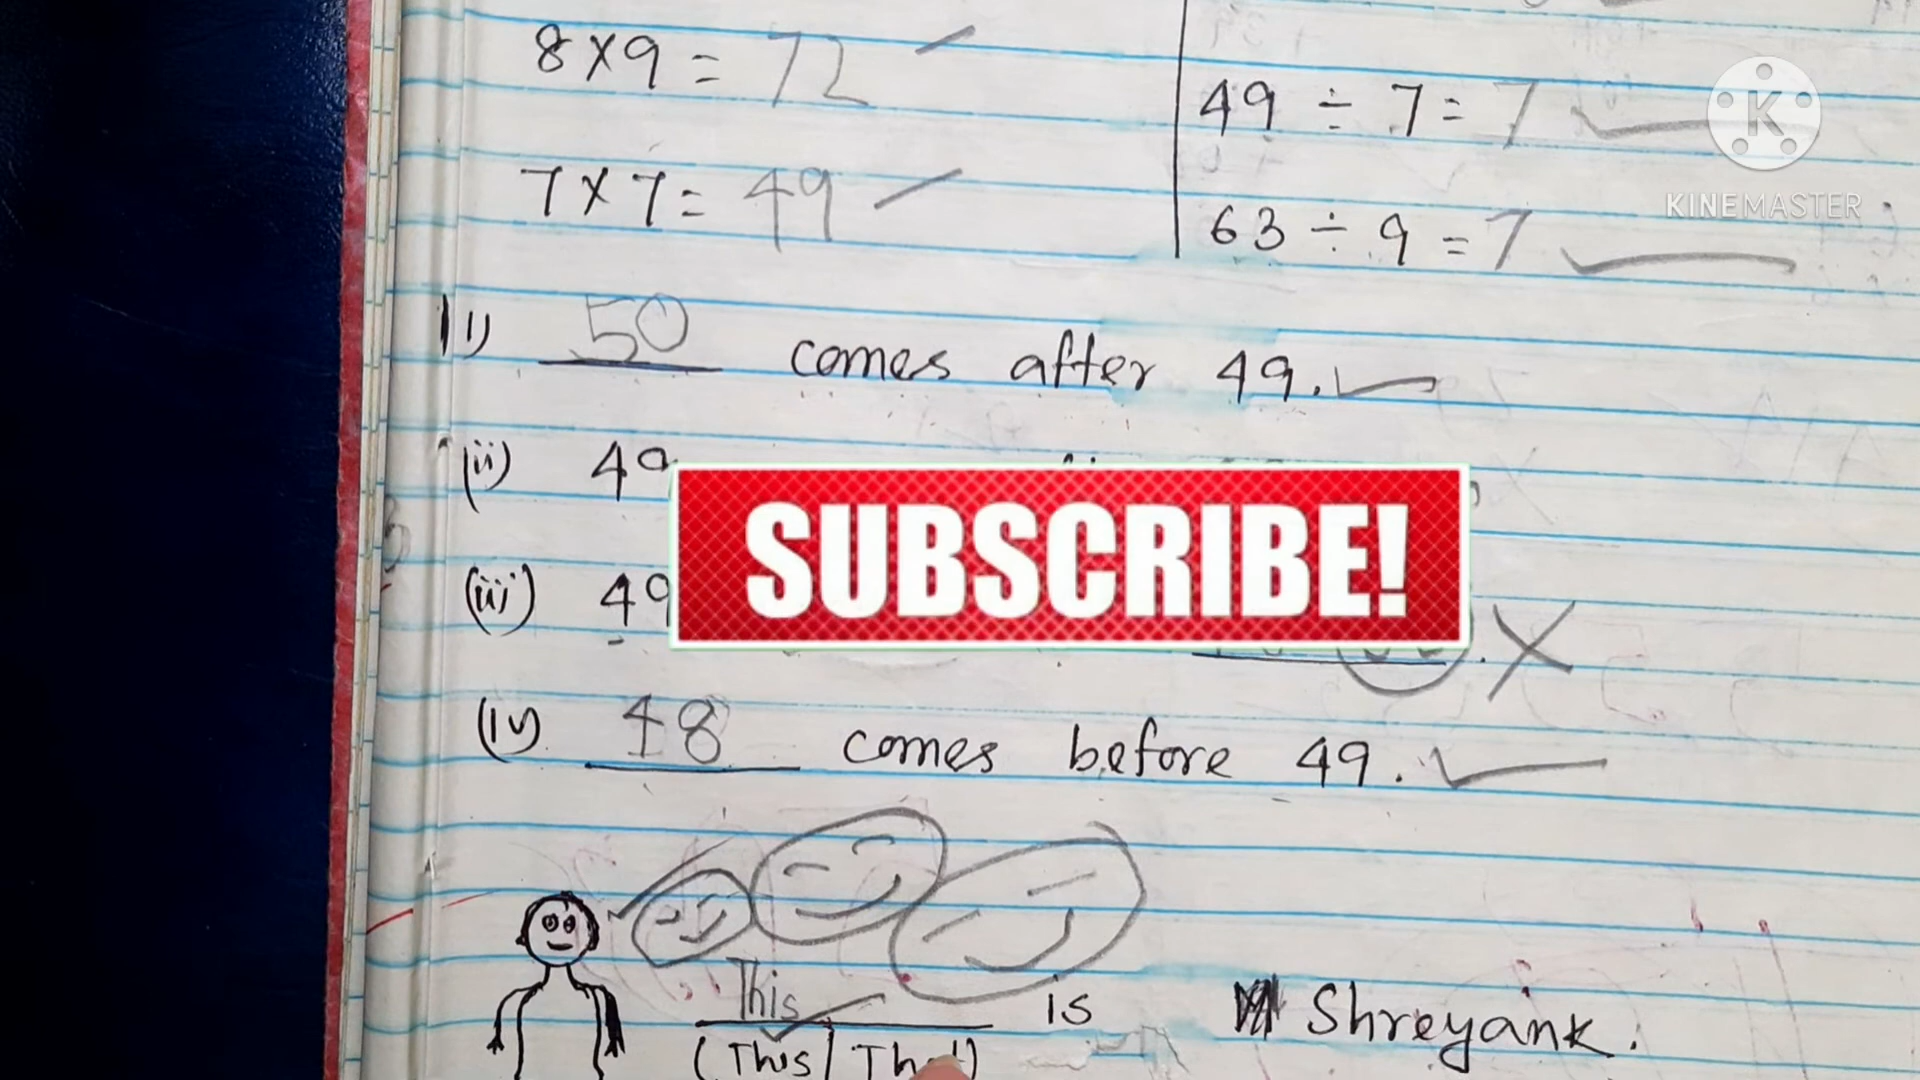 8 × 9 = 72
7 × 7 = 49
49 ÷ 7 = 7
63 ÷ 9 = 7
KINEMASTER
i) 50 comes after 49.
(ii) 49
SUBSCRIBE!
(iii) 49
(iv) 48 comes before 49.
This is Shreyank.
(This / That)